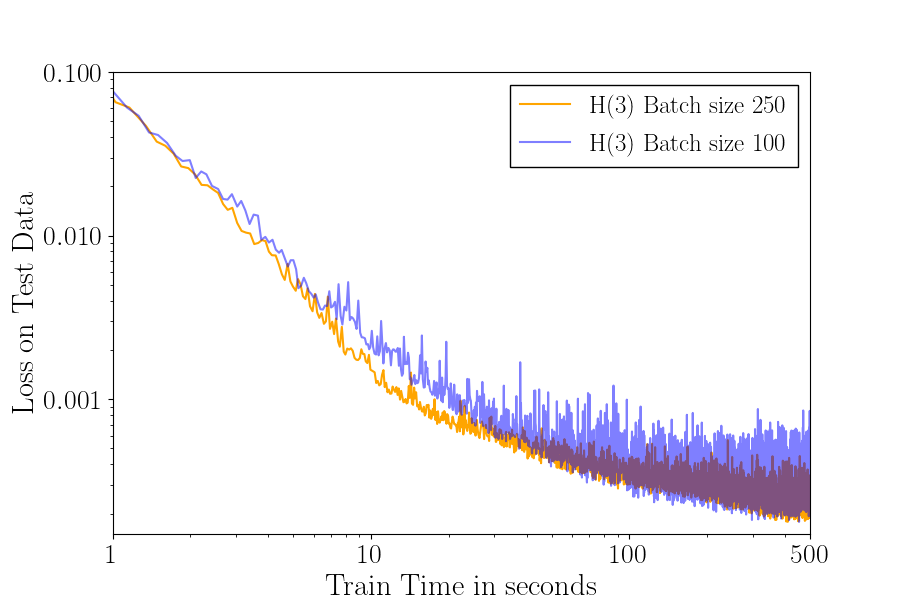 0.100
0.010
0.001
Loss on Test Data
H(3) Batch size 250
H(3) Batch size 100
1 10 100 500
Train Time in seconds